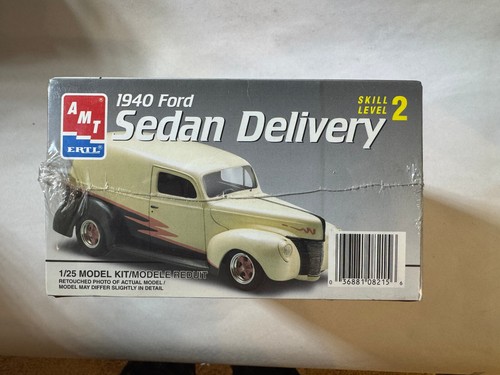 AMT
ERTL
1940 Ford
Sedan Delivery
SKILL
LEVEL 2
1/25 MODEL KIT/MODELE REDUIT
RETOUCHED PHOTO OF ACTUAL MODEL/
MODEL MAY DIFFER SLIGHTLY IN DETAIL
0 36881 08215 6